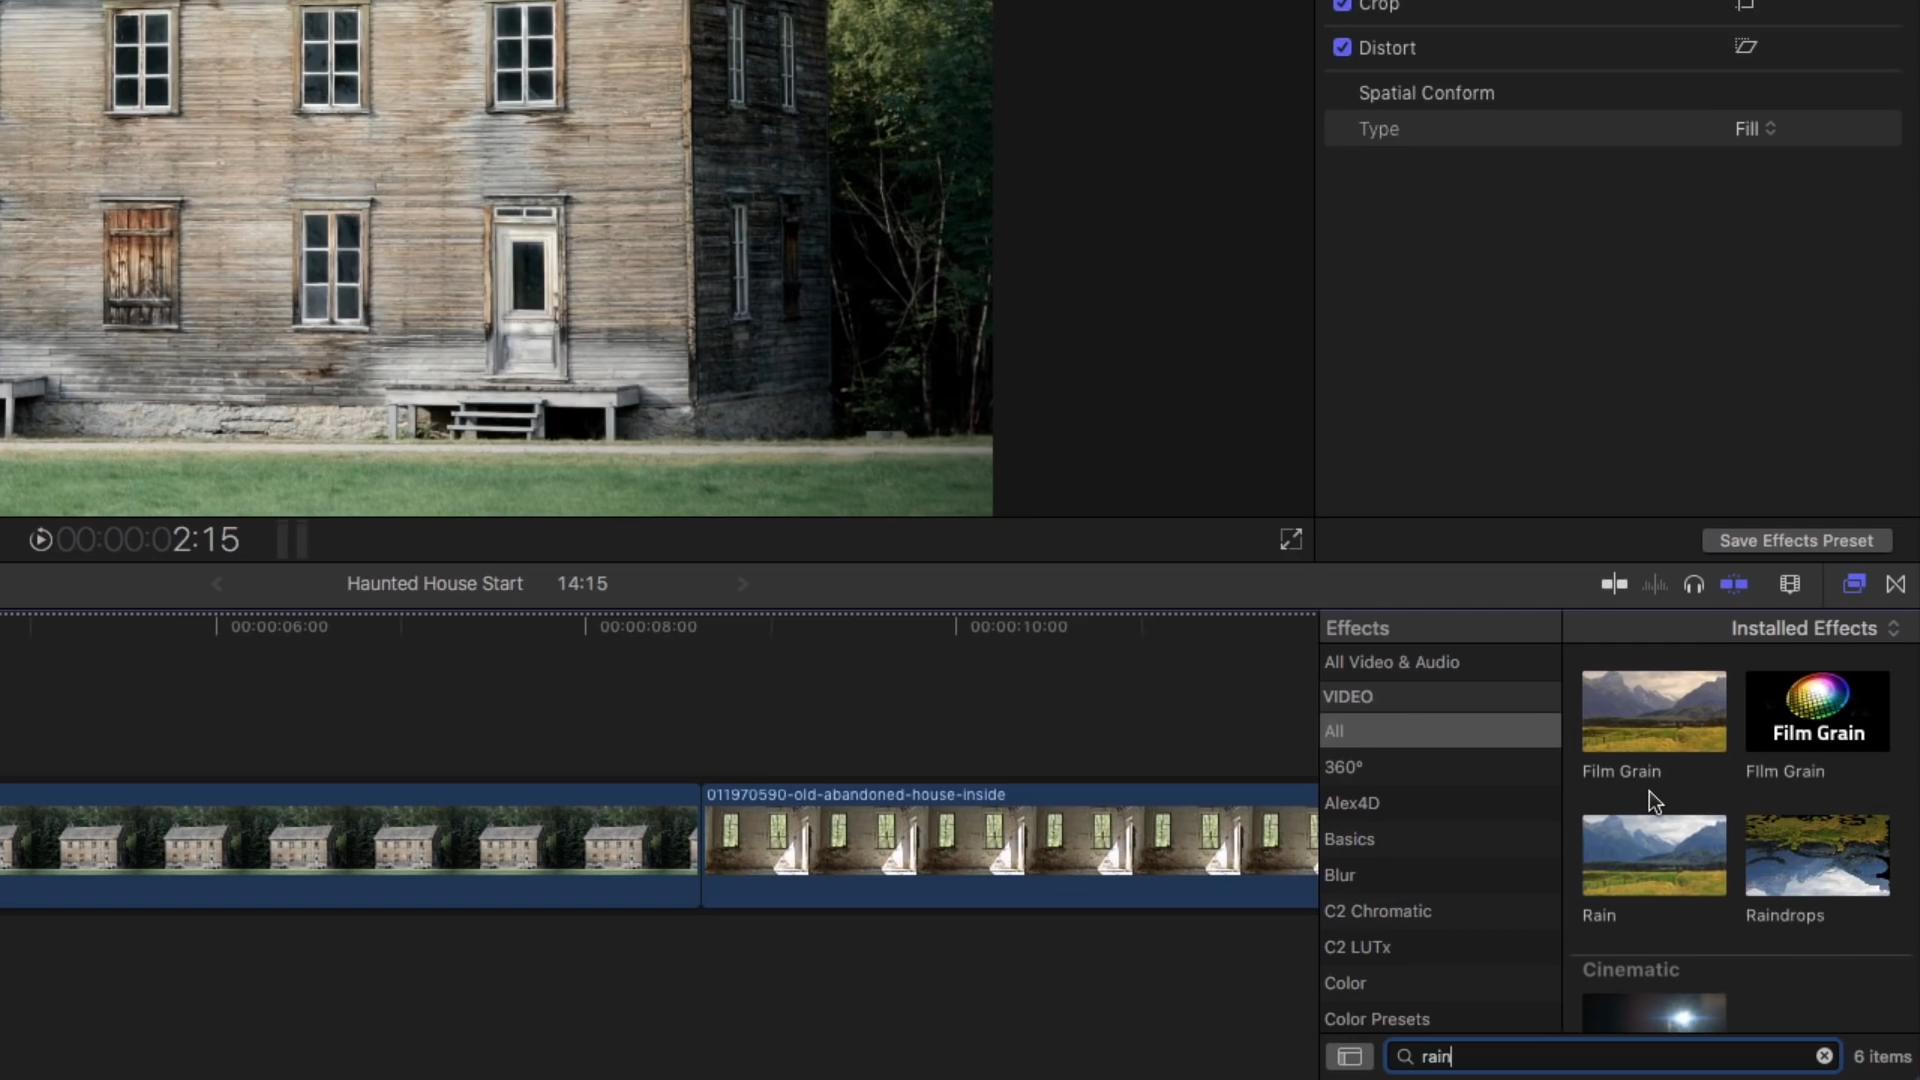 Crop
Distort
Spatial Conform
Type Fill
00:00:02:15
Save Effects Preset
Haunted House Start 14:15
00:00:06:00 00:00:08:00 00:00:10:00
Effects
Installed Effects
All Video & Audio
VIDEO
All
360°
Alex4D
Basics
Blur
C2 Chromatic
C2 LUTx
Color
Color Presets
Film Grain
Film Grain
FIlm Grain
Rain
Raindrops
Cinematic
011970590-old-abandoned-house-inside
rain
6 items